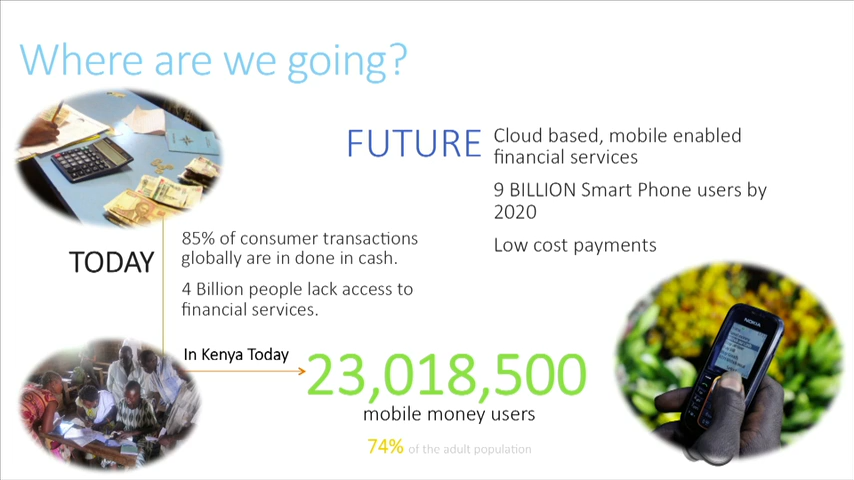 Where are we going?
FUTURE
Cloud based, mobile enabled
financial services
9 BILLION Smart Phone users by
2020
Low cost payments
TODAY
85% of consumer transactions
globally are in done in cash.
4 Billion people lack access to
financial services.
In Kenya Today
23,018,500
mobile money users
74% of the adult population
NOKIA